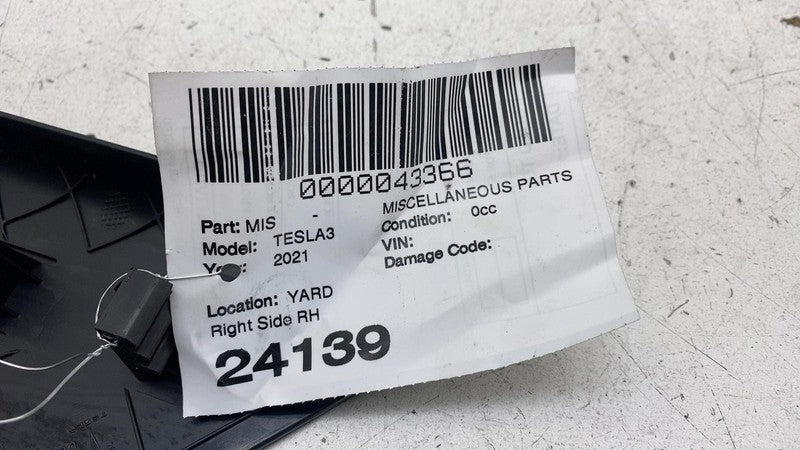 0000043366
Part: MIS - MISCELLANEOUS PARTS
Model: TESLA3 Condition: 0cc
2021 VIN:
Damage Code:
Location: YARD
Right Side RH
24139